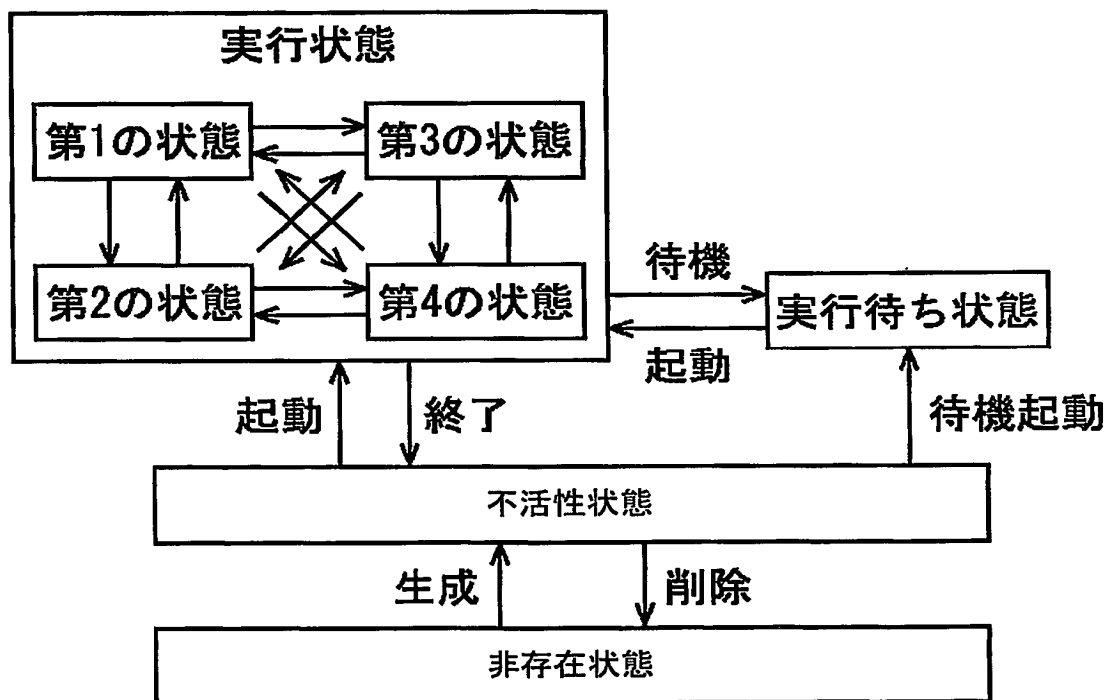 実行状態
第1の状態
第3の状態
第2の状態
第4の状態
待機
実行待ち状態
起動
起動
終了
待機起動
不活性状態
生成
削除
非存在状態